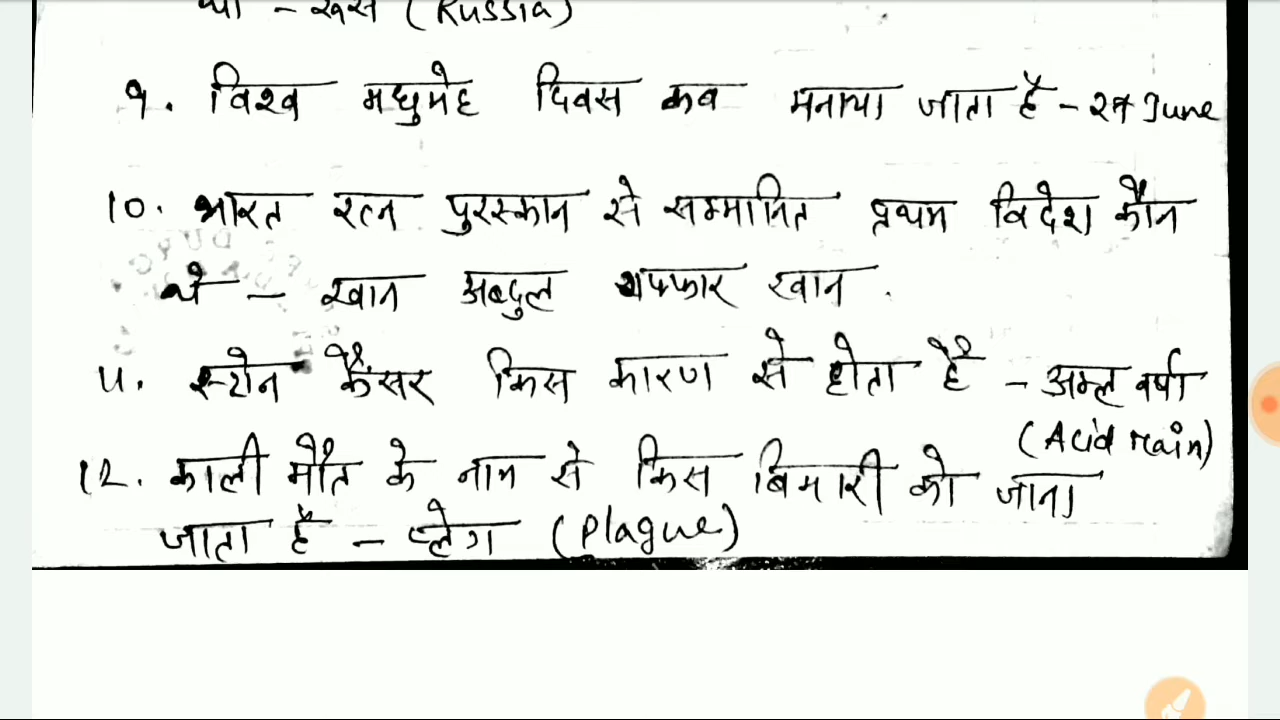 था - रूस (Russia)
9. विश्व मधुमेह दिवस कब मनाया जाता है - 27 June
10. भारत रत्न पुरस्कान से सम्मानित प्रथम विदेश कौन
थे - खान अब्दुल गफ्फार खान.
11. स्टोन कैंसर किस कारण से होता है - अम्ल वर्षा
(Acid rain)
12. काली मौत के नाम से किस बिमारी को जाना
जाता है - प्लेग (Plague)